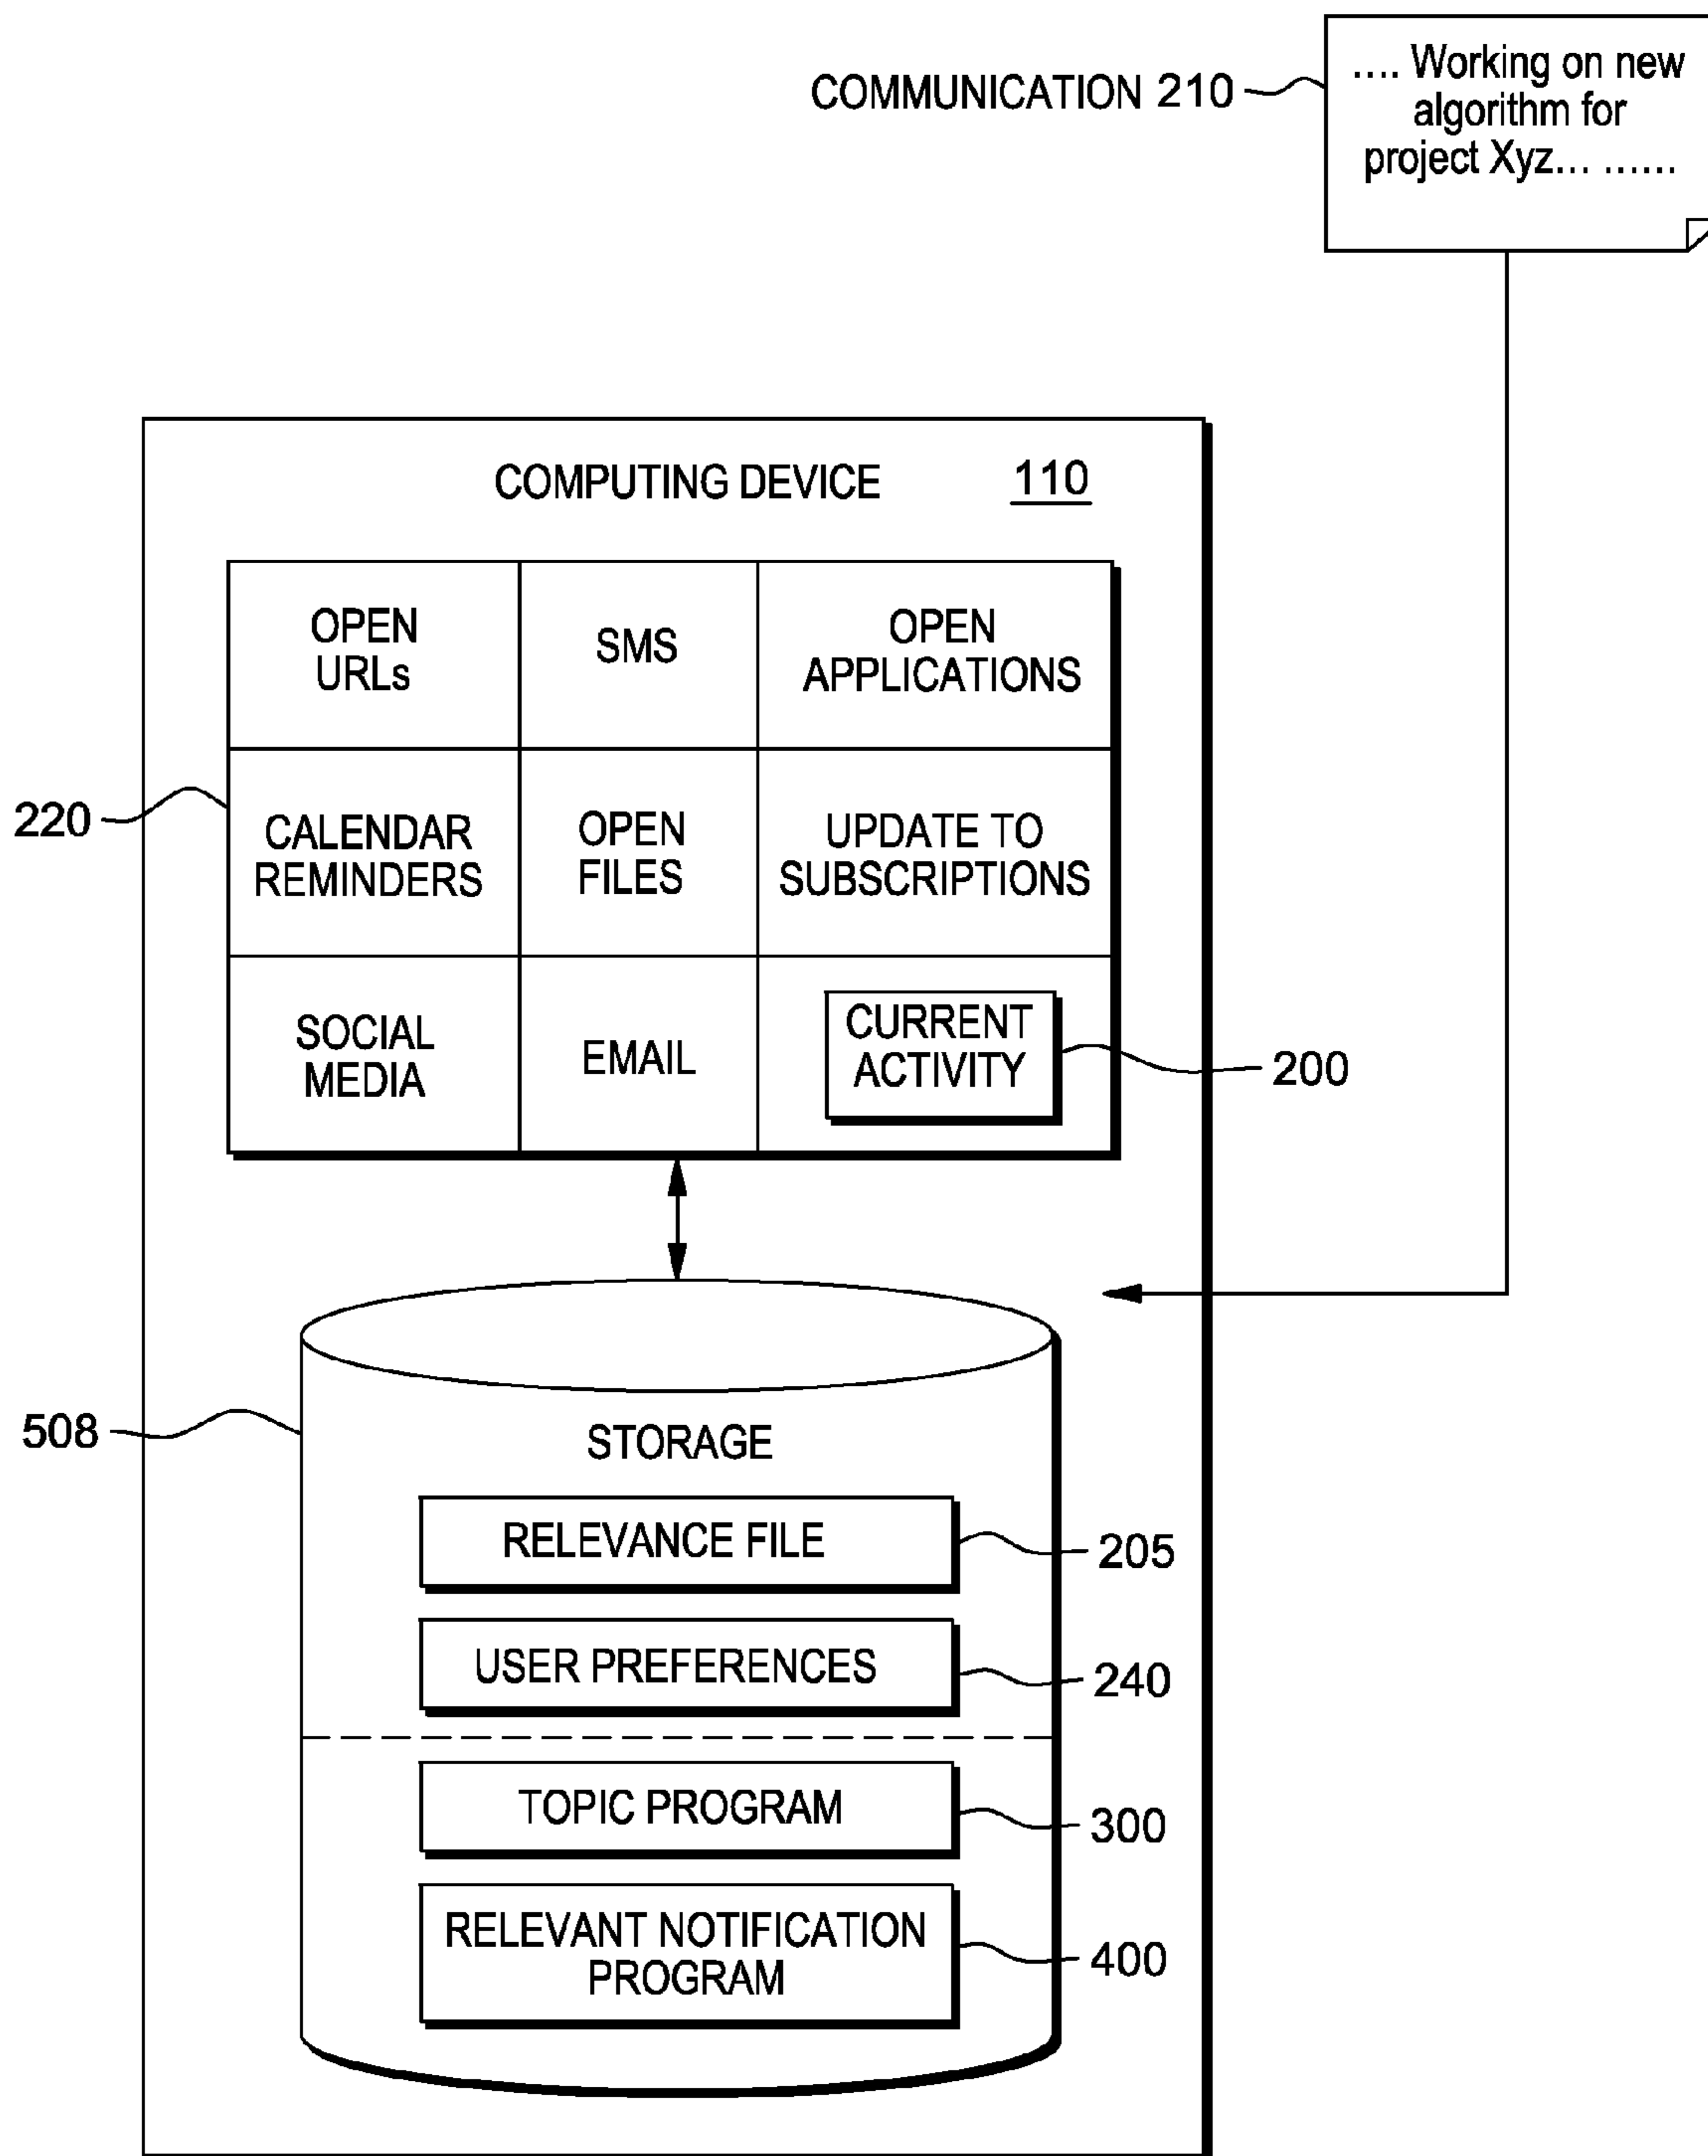 .... Working on new
algorithm for
project Xyz... ......
COMMUNICATION 210
COMPUTING DEVICE 110
OPEN
URLs
SMS
OPEN
APPLICATIONS
220
CALENDAR
REMINDERS
OPEN
FILES
UPDATE TO
SUBSCRIPTIONS
SOCIAL
MEDIA
EMAIL
CURRENT
ACTIVITY
200
508
STORAGE
RELEVANCE FILE
205
USER PREFERENCES
240
TOPIC PROGRAM
300
RELEVANT NOTIFICATION
PROGRAM
400